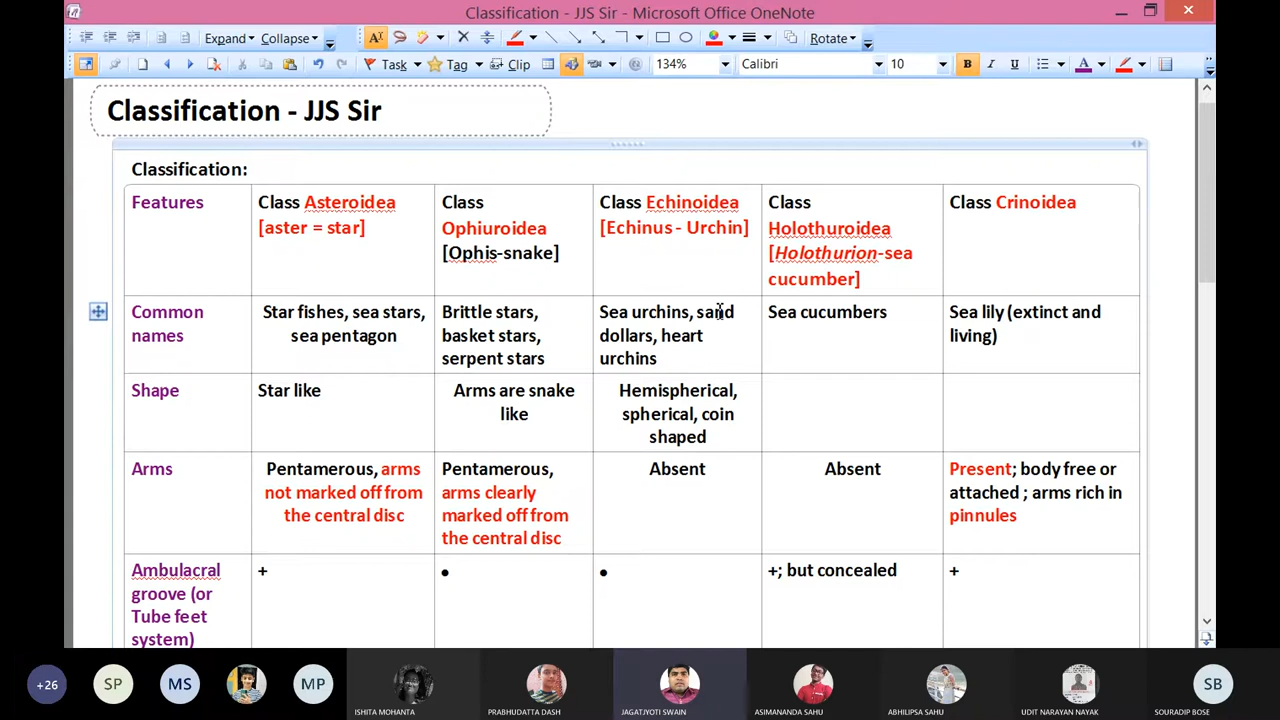 Classification - JJS Sir - Microsoft Office OneNote
Expand Collapse Rotate
Task Tag Clip 134% Calibri 10 B I U A
Classification - JJS Sir
Classification:
Features
Class Asteroidea
[aster = star]
Class
Ophiuroidea
[Ophis-snake]
Class Echinoidea
[Echinus - Urchin]
Class
Holothuroidea
[Holothurion-sea
cucumber]
Class Crinoidea
Common
names
Star fishes, sea stars,
sea pentagon
Brittle stars,
basket stars,
serpent stars
Sea urchins, sand
dollars, heart
urchins
Sea cucumbers
Sea lily (extinct and
living)
Shape
Star like
Arms are snake
like
Hemispherical,
spherical, coin
shaped
Arms
Pentamerous, arms
not marked off from
the central disc
Pentamerous,
arms clearly
marked off from
the central disc
Absent
Absent
Present; body free or
attached ; arms rich in
pinnules
Ambulacral
groove (or
Tube feet
system)
+
•
•
+; but concealed
+
+26 SP MS MP SB
ISHITA MOHANTA PRABHUDATTA DASH JAGATJYOTI SWAIN ASIMANANDA SAHU ABHILIPSA SAHU UDIT NARAYAN NAYAK SOURADIP BOSE